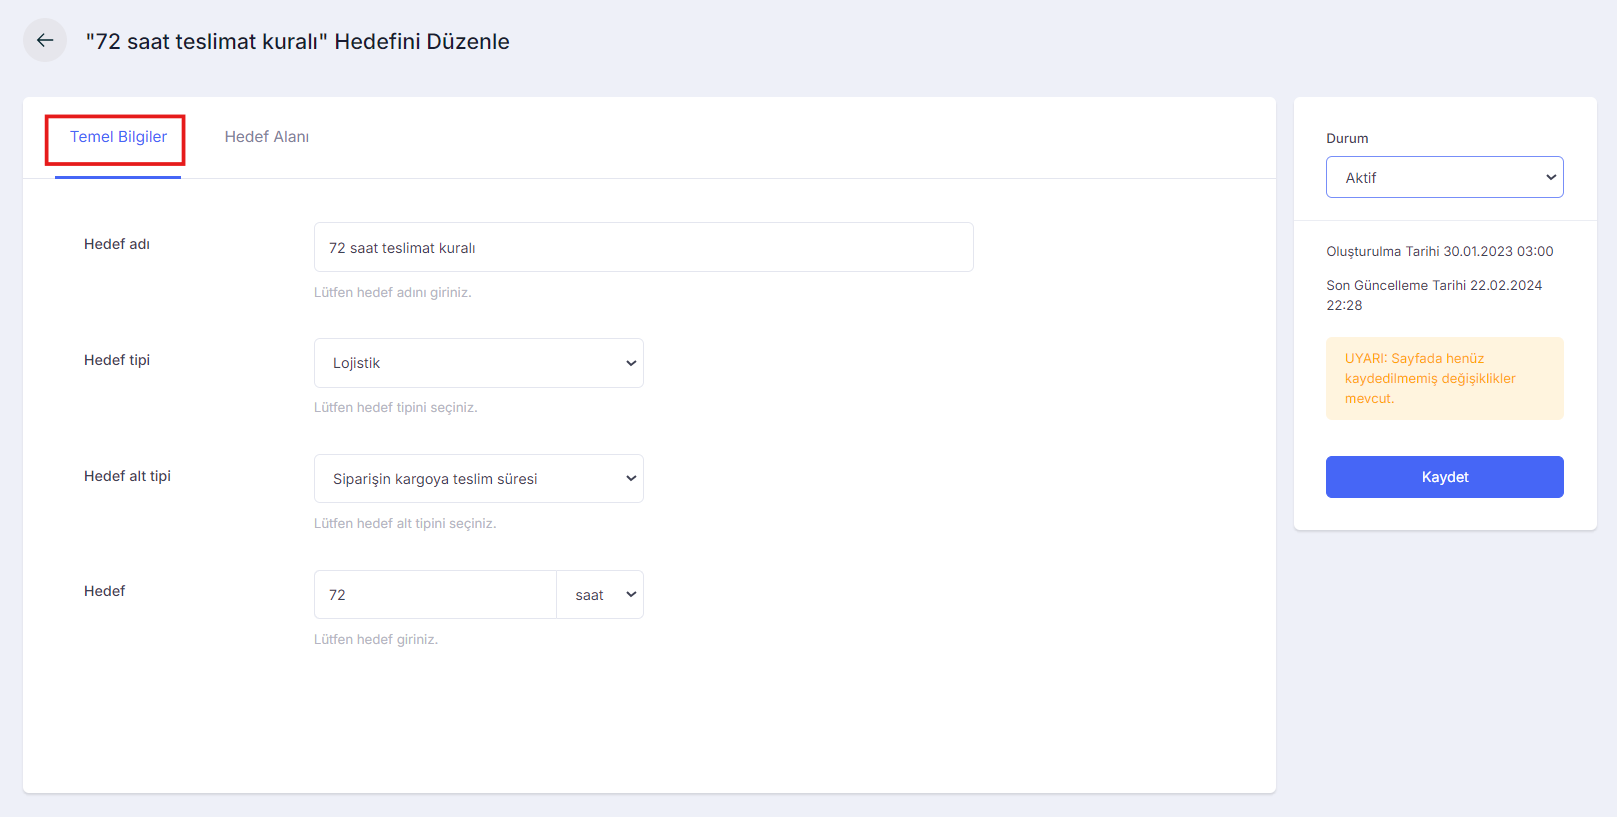 "72 saat teslimat kuralı" Hedefini Düzenle
Temel Bilgiler
Hedef Alanı
Hedef adı
72 saat teslimat kuralı
Lütfen hedef adını giriniz.
Hedef tipi
Lojistik
Lütfen hedef tipini seçiniz.
Hedef alt tipi
Siparişin kargoya teslim süresi
Lütfen hedef alt tipini seçiniz.
Hedef
72
saat
Lütfen hedef giriniz.
Durum
Aktif
Oluşturulma Tarihi 30.01.2023 03:00
Son Güncelleme Tarihi 22.02.2024
22:28
UYARI: Sayfada henüz
kaydedilmemiş değişiklikler
mevcut.
Kaydet